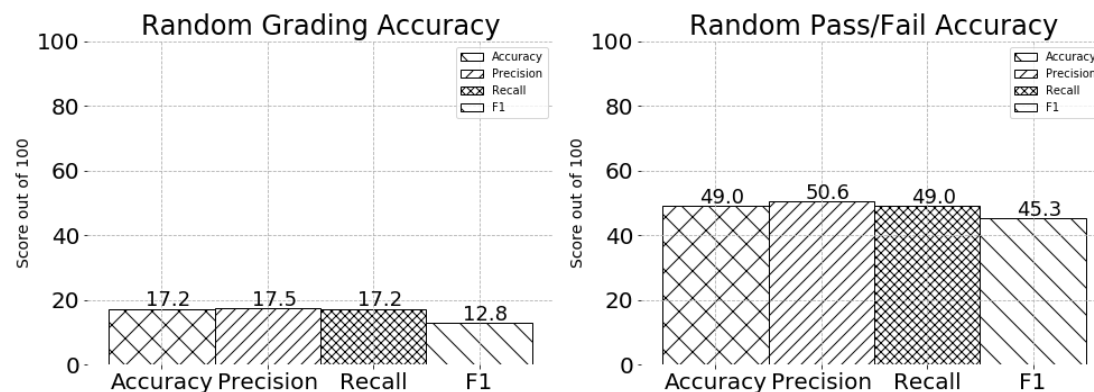 Random Grading Accuracy
100
80
60
40
20
0
Score out of 100
Accuracy
Precision
Recall
F1
17.2
17.5
17.2
12.8
Accuracy Precision Recall F1
Random Pass/Fail Accuracy
100
80
60
40
20
0
Score out of 100
Accuracy
Precision
Recall
F1
49.0
50.6
49.0
45.3
Accuracy Precision Recall F1